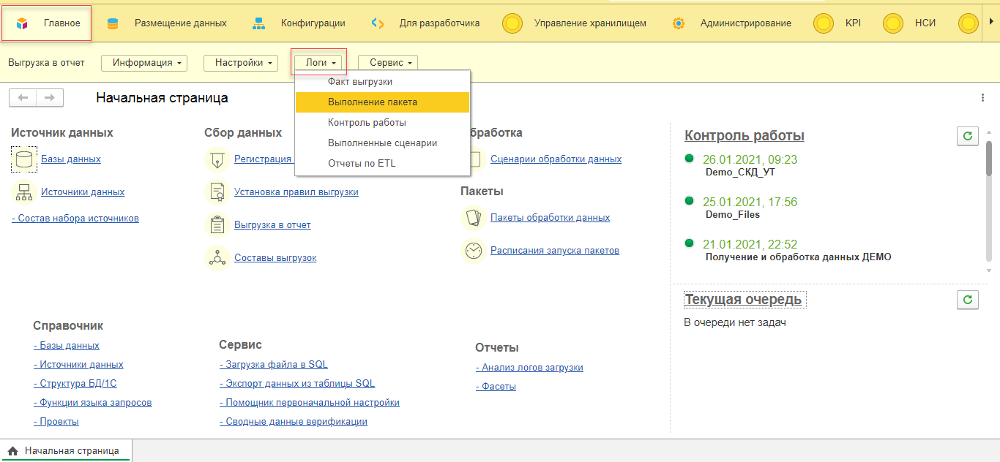 Главное Размещение данных Конфигурации Для разработчика Управление хранилищем Администрирование KPI НСИ
Выгрузка в отчет Информация Настройки Логи Сервис
Факт выгрузки
Выполнение пакета
Контроль работы
Выполненные сценарии
Отчеты по ETL
Начальная страница
Источник данных
Базы данных
Источники данных
- Состав набора источников
Сбор данных
Регистрация
Установка правил выгрузки
Выгрузка в отчет
Составы выгрузок
бработка
Сценарии обработки данных
Пакеты
Пакеты обработки данных
Расписания запуска пакетов
Контроль работы
26.01.2021, 09:23
Demo_СКД_УТ
25.01.2021, 17:56
Demo_Files
21.01.2021, 22:52
Получение и обработка данных ДЕМО
Текущая очередь
В очереди нет задач
Справочник
- Базы данных
- Источники данных
- Структура БД/1С
- Функции языка запросов
- Проекты
Сервис
- Загрузка файла в SQL
- Экспорт данных из таблицы SQL
- Помощник первоначальной настройки
- Сводные данные верификации
Отчеты
- Анализ логов загрузки
- Фасеты
Начальная страница